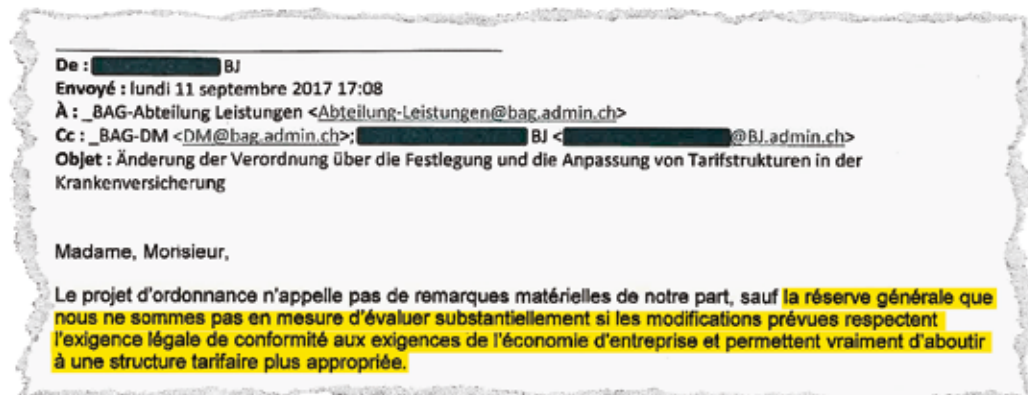 De : BJ
Envoyé : lundi 11 septembre 2017 17:08
À : _BAG-Abteilung Leistungen <Abteilung-Leistungen@bag.admin.ch>
Cc : _BAG-DM <DM@bag.admin.ch>; BJ < @BJ.admin.ch>
Objet : Änderung der Verordnung über die Festlegung und die Anpassung von Tarifstrukturen in der
Krankenversicherung
Madame, Monsieur,
Le projet d'ordonnance n'appelle pas de remarques matérielles de notre part, sauf la réserve générale que
nous ne sommes pas en mesure d'évaluer substantiellement si les modifications prévues respectent
l'exigence légale de conformité aux exigences de l'économie d'entreprise et permettent vraiment d'aboutir
à une structure tarifaire plus appropriée.